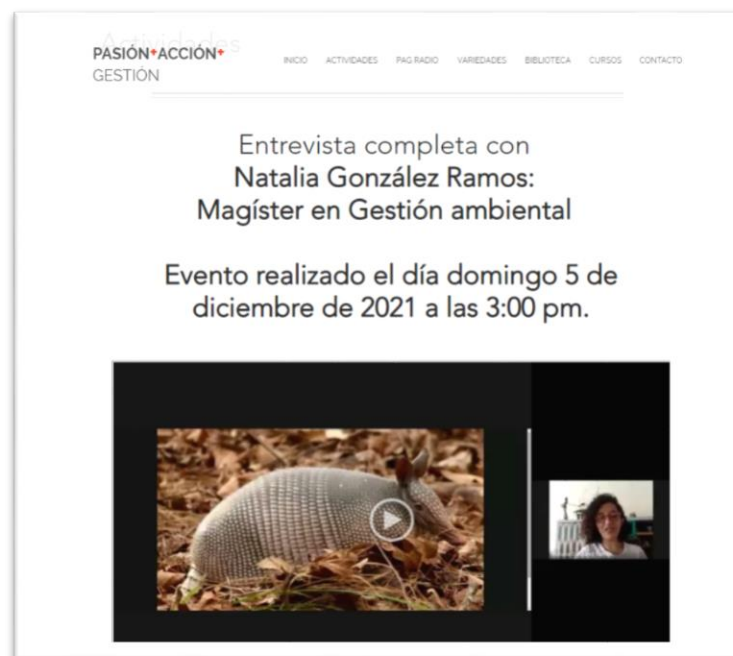 Actividades
PASIÓN+ACCIÓN+
GESTIÓN
INICIO ACTIVIDADES PAG RADIO VARIEDADES BIBLIOTECA CURSOS CONTACTO
Entrevista completa con
Natalia González Ramos:
Magíster en Gestión ambiental
Evento realizado el día domingo 5 de
diciembre de 2021 a las 3:00 pm.